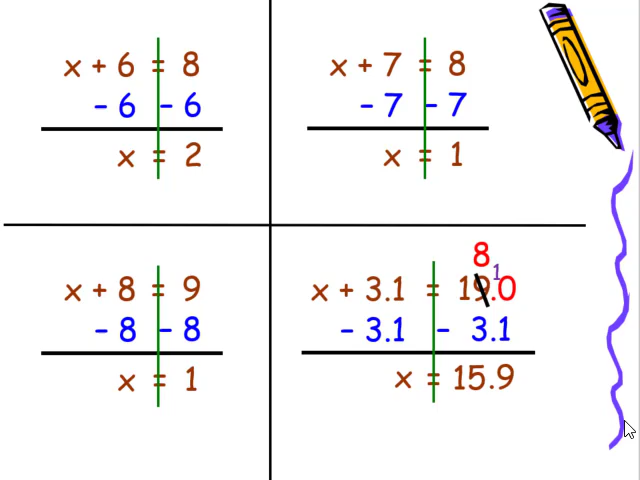 x + 6 = 8
- 6 - 6
x = 2
x + 7 = 8
- 7 - 7
x = 1
x + 8 = 9
- 8 - 8
x = 1
8
1
x + 3.1 = 19.0
- 3.1 - 3.1
x = 15.9